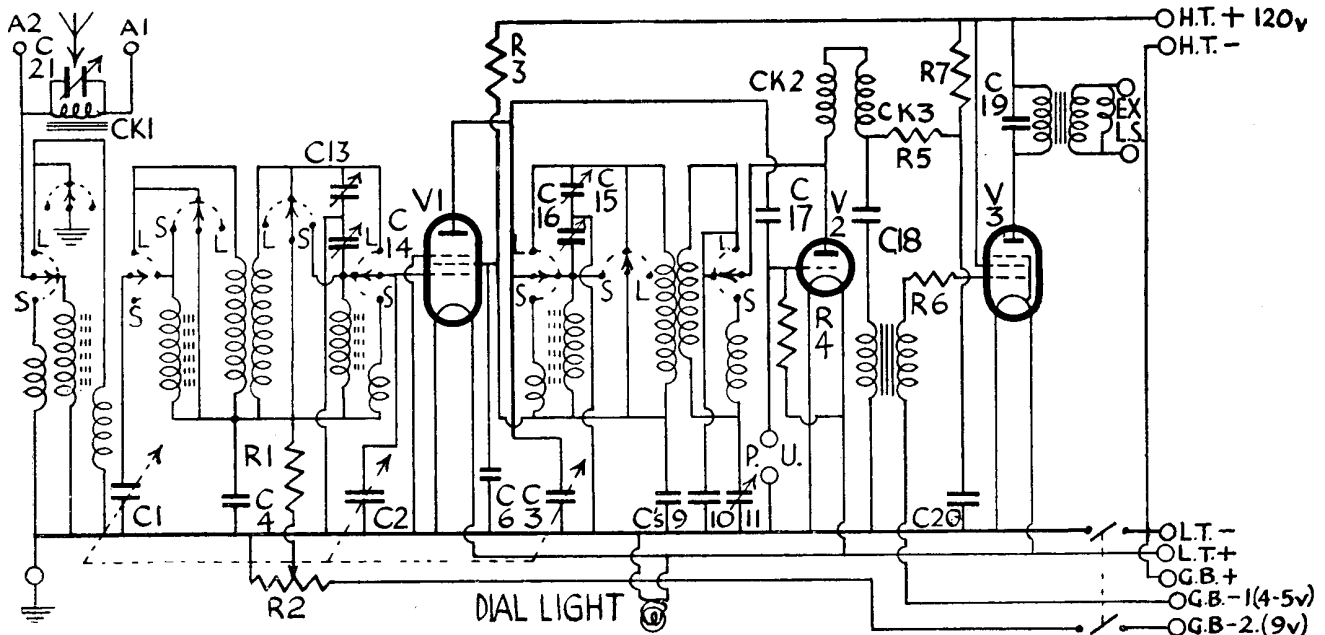 A2
A1
C
21
CK1
L
S
L
S
S
L
C13
L
S
C
14
L
S
V1
R
3
L
S
C
16
C
15
S
L
L
S
CK2
C
17
V
2
R
4
CK3
R5
C18
R6
R7
C
19
V
3
EX
L.S.
H.T. + 120v
H.T. -
R1
C
4
C1
C2
C
6
C
3
C's 9
10
11
P. U.
C20
R2
DIAL LIGHT
L.T. -
L.T. +
G.B. +
G.B. -1 (4-5v)
G.B -2. (9v)